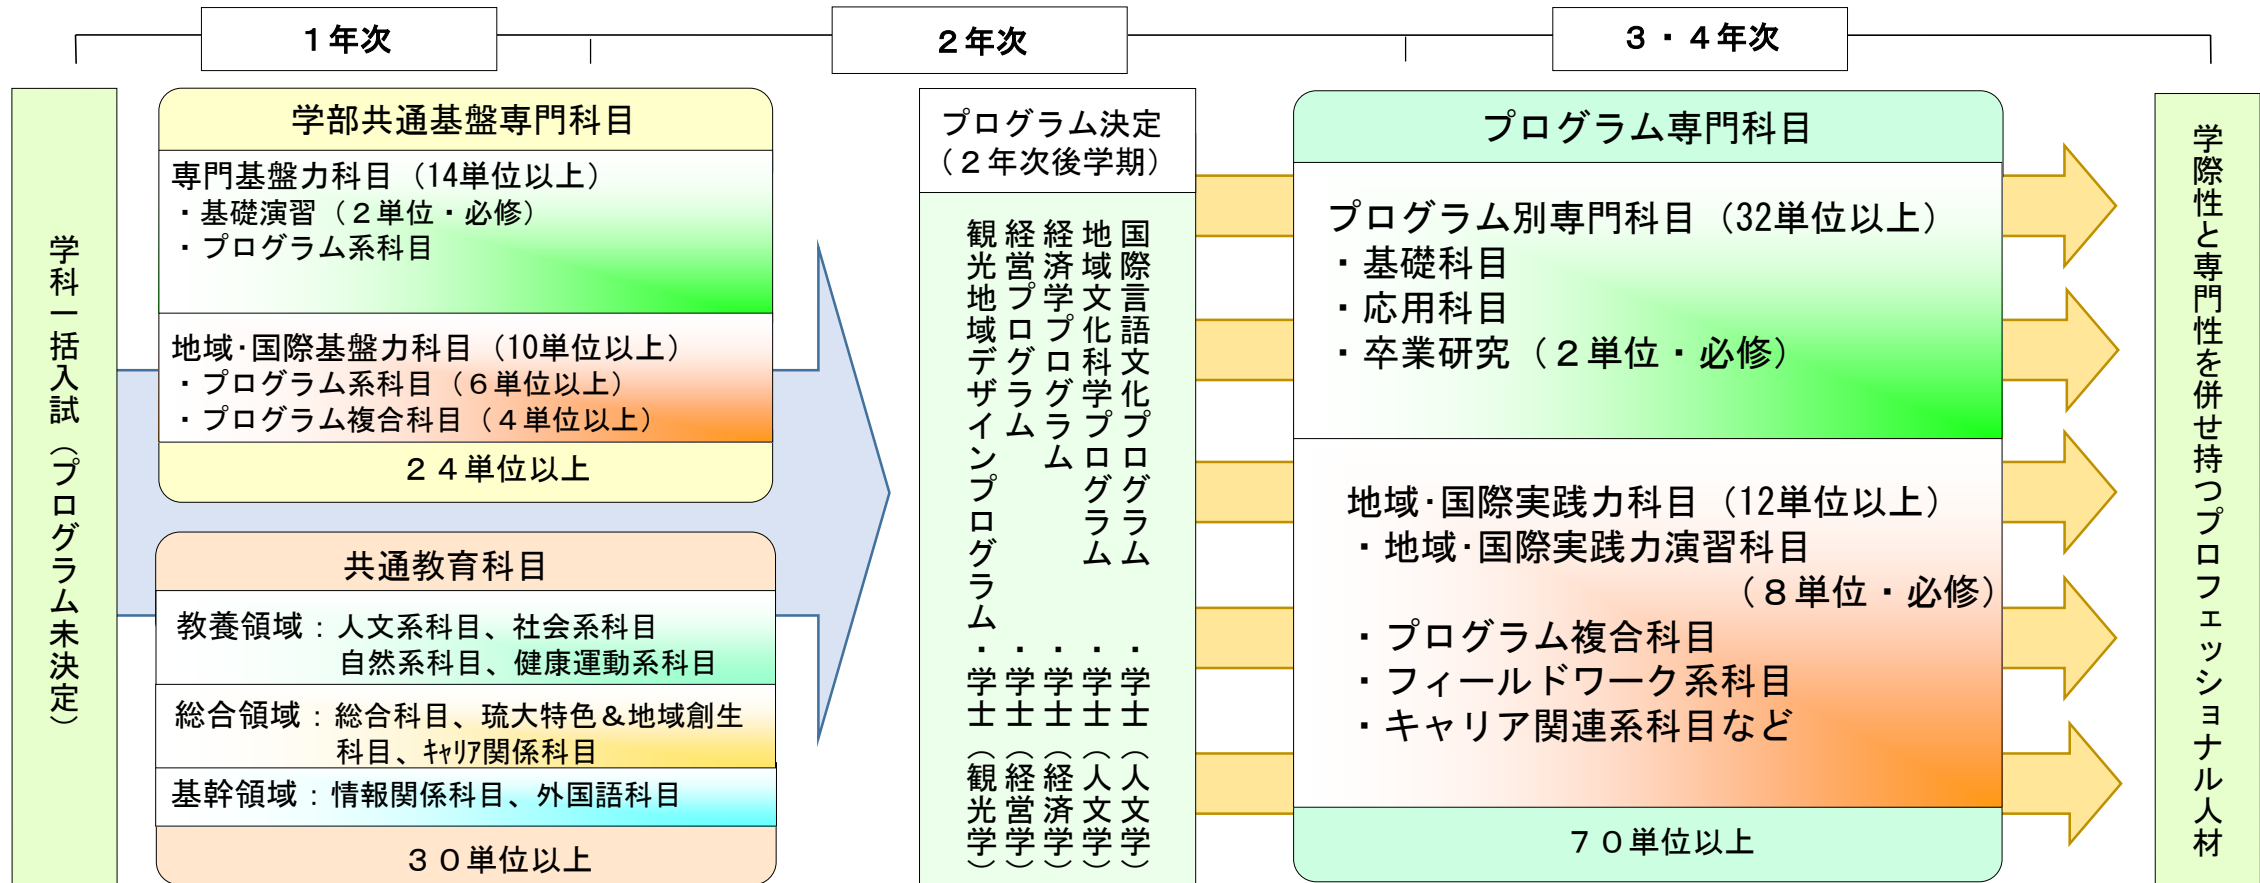 １年次
２年次
３・４年次
学科一括入試（プログラム未決定）
学部共通基盤専門科目
専門基盤力科目（14単位以上）
・基礎演習（２単位・必修）
・プログラム系科目
地域・国際基盤力科目（10単位以上）
・プログラム系科目（６単位以上）
・プログラム複合科目（４単位以上）
２４単位以上
共通教育科目
教養領域：人文系科目、社会系科目
自然系科目、健康運動系科目
総合領域：総合科目、琉大特色＆地域創生
科目、ｷｬﾘｱ関係科目
基幹領域：情報関係科目、外国語科目
３０単位以上
プログラム決定
（２年次後学期）
国際言語文化プログラム・学士（人文学）
地域文化科学プログラム・学士（人文学）
経済学プログラム・学士（経済学）
経営プログラム・学士（経営学）
観光地域デザインプログラム・学士（観光学）
プログラム専門科目
プログラム別専門科目（32単位以上）
・基礎科目
・応用科目
・卒業研究（２単位・必修）
地域・国際実践力科目（12単位以上）
・地域・国際実践力演習科目
（８単位・必修）
・プログラム複合科目
・フィールドワーク系科目
・キャリア関連系科目など
７０単位以上
学際性と専門性を併せ持つプロフェッショナル人材